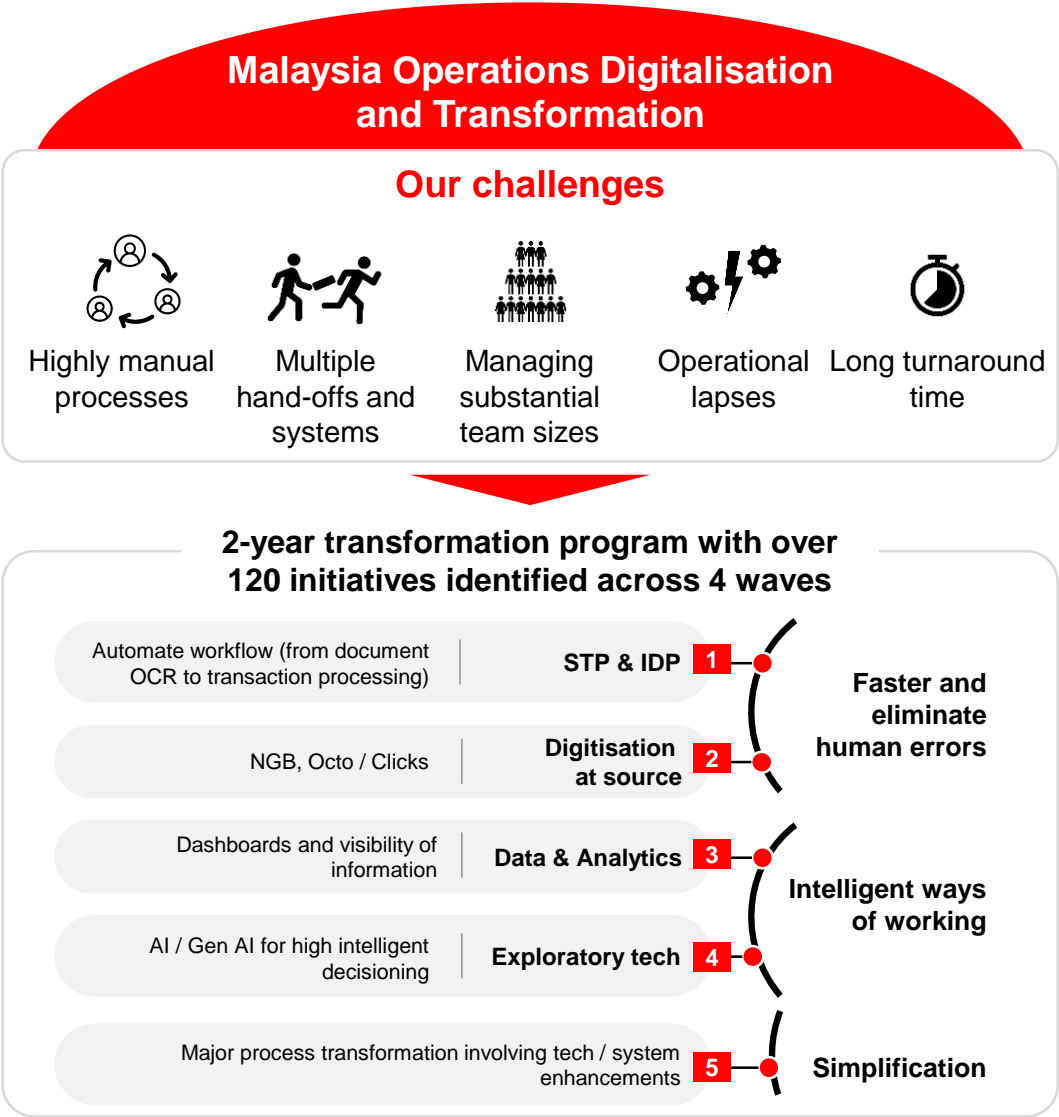 Malaysia Operations Digitalisation
and Transformation
Our challenges
Highly manual
processes
Multiple
hand-offs and
systems
Managing
substantial
team sizes
Operational
lapses
Long turnaround
time
2-year transformation program with over
120 initiatives identified across 4 waves
Automate workflow (from document
OCR to transaction processing)
STP & IDP
1
Digitisation
at source
NGB, Octo / Clicks
2
Faster and
eliminate
human errors
Dashboards and visibility of
information
Data & Analytics
3
AI / Gen AI for high intelligent
decisioning
Exploratory tech
4
Intelligent ways
of working
Major process transformation involving tech / system
enhancements
5
Simplification